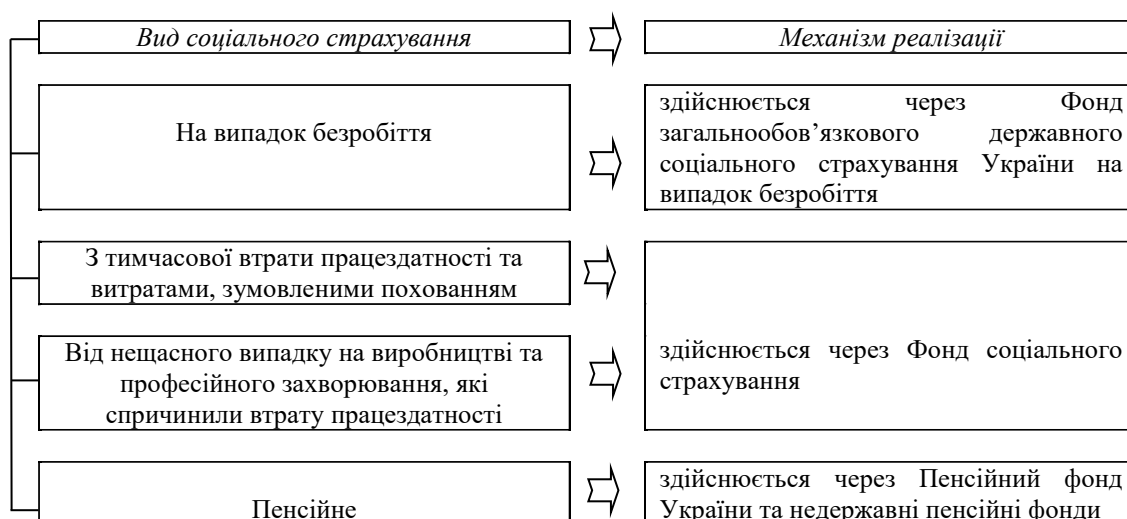 Вид соціального страхування
Механізм реалізації
На випадок безробіття
здійснюється через Фонд
загальнообов’язкового державного
соціального страхування України на
випадок безробіття
З тимчасової втрати працездатності та
витратами, зумовленими похованням
Від нещасного випадку на виробництві та
професійного захворювання, які
спричинили втрату працездатності
здійснюється через Фонд соціального
страхування
Пенсійне
здійснюється через Пенсійний фонд
України та недержавні пенсійні фонди